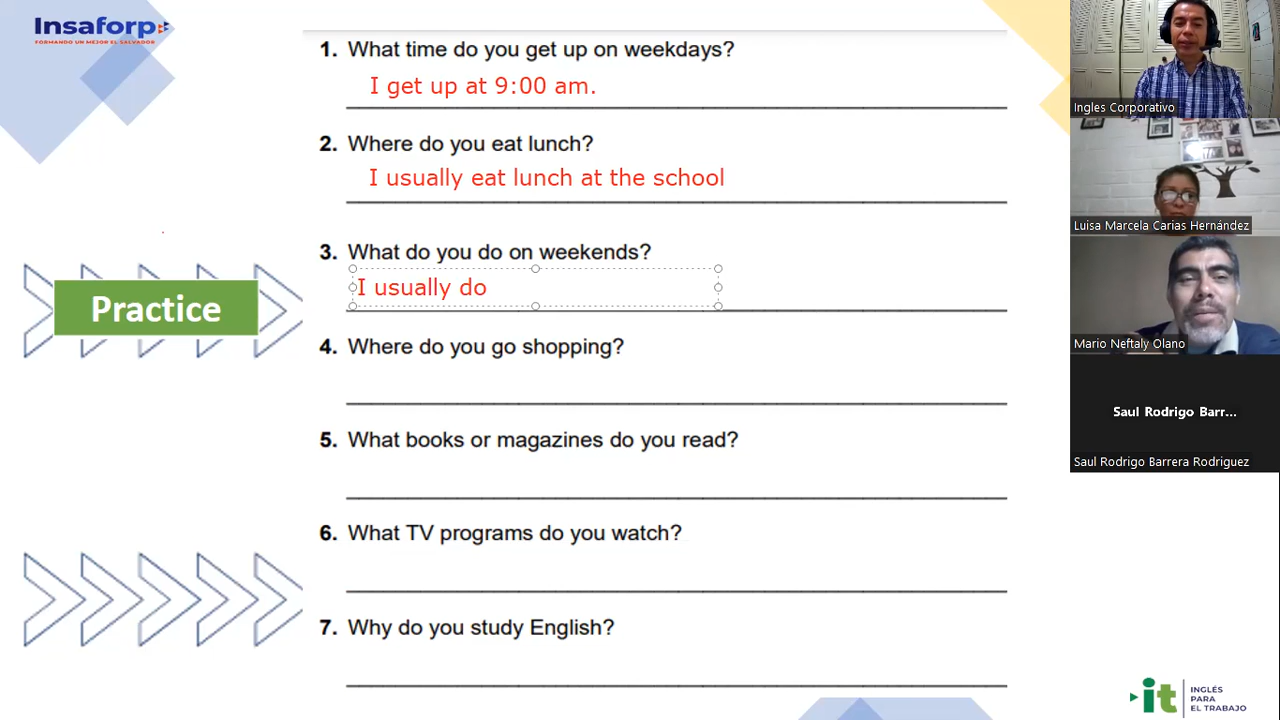 Insaforp
FORMANDO UN MEJOR EL SALVADOR
1. What time do you get up on weekdays?
I get up at 9:00 am.
2. Where do you eat lunch?
I usually eat lunch at the school
3. What do you do on weekends?
I usually do
Practice
4. Where do you go shopping?
5. What books or magazines do you read?
6. What TV programs do you watch?
7. Why do you study English?
Ingles Corporativo
Luisa Marcela Carias Hernández
Mario Neftaly Olano
Saul Rodrigo Barr...
Saul Rodrigo Barrera Rodriguez
it
INGLÉS
PARA
EL TRABAJO